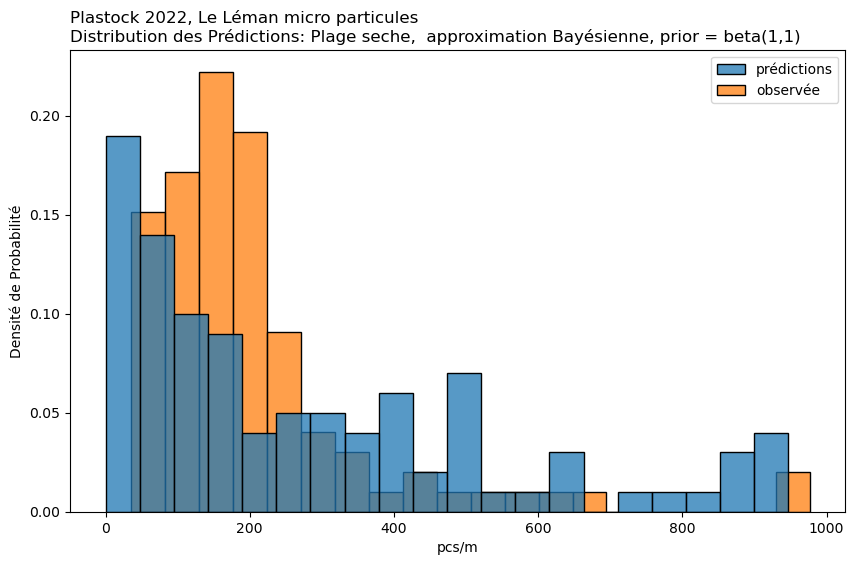 Plastock 2022, Le Léman micro particules
Distribution des Prédictions: Plage seche,  approximation Bayésienne, prior = beta(1,1)
prédictions
observée
Densité de Probabilité
0.20
0.15
0.10
0.05
0.00
0 200 400 600 800 1000
pcs/m